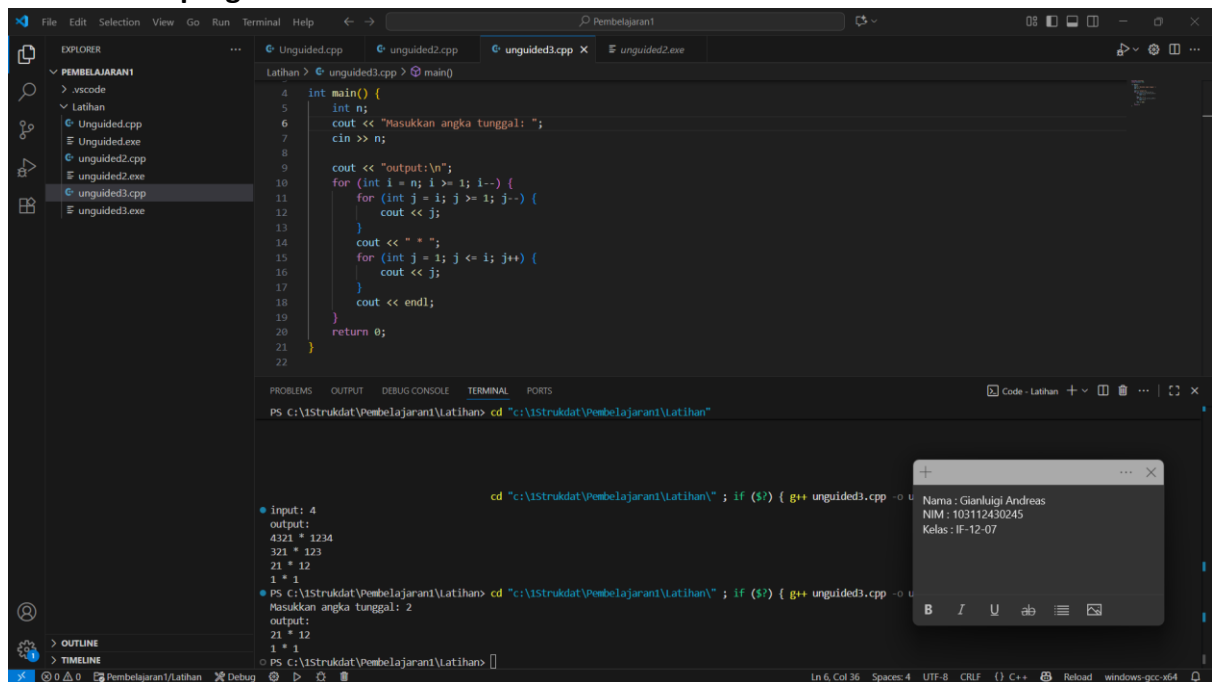 File Edit Selection View Go Run Terminal Help
Pembelajaran1
EXPLORER
Unguided.cpp unguided2.cpp unguided3.cpp unguided2.exe
PEMBELAJARAN1
Latihan > unguided3.cpp > main()
> .vscode
Latihan
Unguided.cpp
Unguided.exe
unguided2.cpp
unguided2.exe
unguided3.cpp
unguided3.exe
4 int main() {
5 int n;
6 cout << "Masukkan angka tunggal: ";
7 cin >> n;
8
9 cout << "output:\n";
10 for (int i = n; i >= 1; i--) {
11 for (int j = i; j >= 1; j--) {
12 cout << j;
13 }
14 cout << " * ";
15 for (int j = 1; j <= i; j++) {
16 cout << j;
17 }
18 cout << endl;
19 }
20 return 0;
21 }
22
PROBLEMS OUTPUT DEBUG CONSOLE TERMINAL PORTS
Code - Latihan
PS C:\1Strukdat\Pembelajaran1\Latihan> cd "c:\1Strukdat\Pembelajaran1\Latihan"
cd "c:\1Strukdat\Pembelajaran1\Latihan\" ; if ($?) { g++ unguided3.cpp -o u
input: 4
output:
4321 * 1234
321 * 123
21 * 12
1 * 1
PS C:\1Strukdat\Pembelajaran1\Latihan> cd "c:\1Strukdat\Pembelajaran1\Latihan\" ; if ($?) { g++ unguided3.cpp -o u
Masukkan angka tunggal: 2
output:
21 * 12
1 * 1
PS C:\1Strukdat\Pembelajaran1\Latihan>
Nama : Gianluigi Andreas
NIM : 103112430245
Kelas : IF-12-07
B I U ab
> OUTLINE
> TIMELINE
0 0 Pembelajaran1/Latihan Debug
Ln 6, Col 36 Spaces: 4 UTF-8 CRLF {} C++ Reload windows-gcc-x64